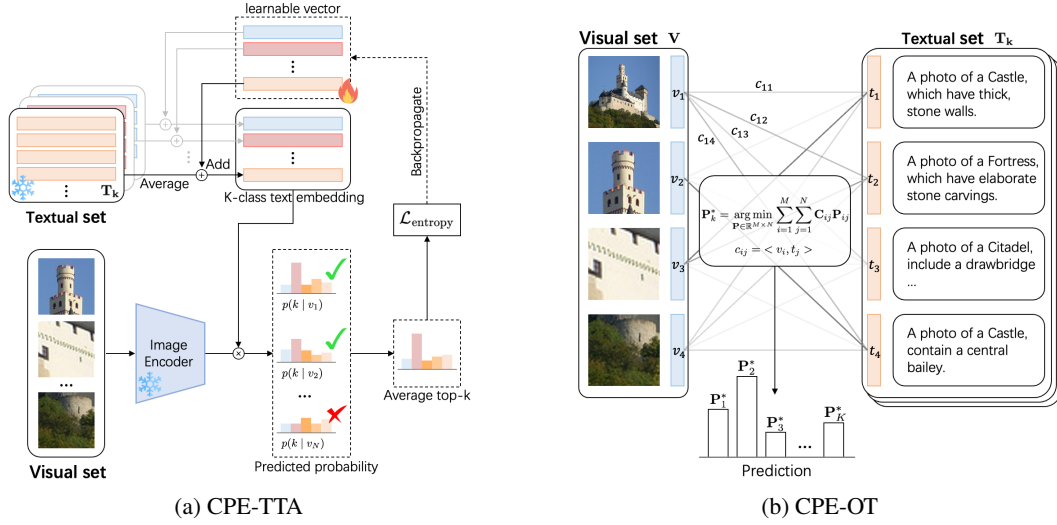 learnable vector
T_k
Average
Add
Textual set
K-class text embedding
Backpropagate
L_entropy
Image
Encoder
Visual set
p(k | v_1)
p(k | v_2)
...
p(k | v_N)
Predicted probability
Average top-k
(a) CPE-TTA
Visual set V
Textual set T_k
v_1
v_2
v_3
v_4
c_11
c_12
c_13
c_14
P*_k = arg min_{P∈ℝ^{M×N}} ∑_{i=1}^{M} ∑_{j=1}^{N} C_ij P_ij
c_ij = < v_i, t_j >
t_1
A photo of a Castle,
which have thick,
stone walls.
t_2
A photo of a Fortress,
which have elaborate
stone carvings.
t_3
A photo of a Citadel,
include a drawbridge
...
t_4
A photo of a Castle,
contain a central
bailey.
P*_1
P*_2
P*_3
...
P*_K
Prediction
(b) CPE-OT